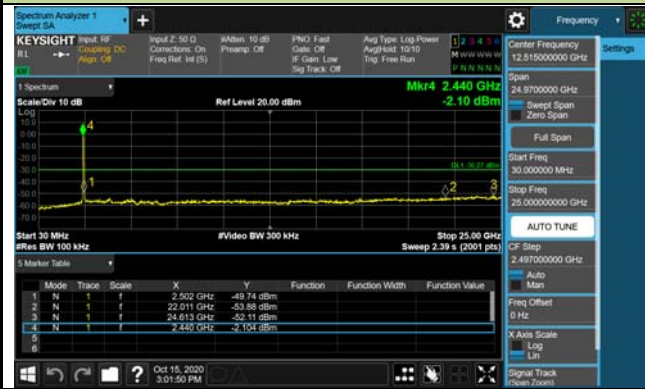 Spectrum Analyzer 1
Swept SA
Frequency
KEYSIGHT
Input: RF
Coupling: DC
Align: Off
Input Z: 50 Ω
Corrections: On
Freq Ref: Int (S)
#Atten: 10 dB
Preamp: Off
PNO: Fast
Gate: Off
IF Gain: Low
Sig Track: Off
Avg Type: Log-Power
Avg|Hold: 10/10
Trig: Free Run
1 2 3 4 5 6
M W W W W W
P N N N N N
RL
1 Spectrum
Mkr4 2.440 GHz
Scale/Div 10 dB
Ref Level 20.00 dBm
-2.10 dBm
Log
10.0
0.00
-10.0
-20.0
-30.0
-40.0
-50.0
-60.0
-70.0
4
1
2
3
DL1 -30.27 dBm
Start 30 MHz
#Video BW 300 kHz
Stop 25.00 GHz
#Res BW 100 kHz
Sweep 2.39 s (2001 pts)
5 Marker Table
Mode Trace Scale X Y Function Function Width Function Value
1 N 1 f 2.502 GHz -49.74 dBm
2 N 1 f 22.011 GHz -53.88 dBm
3 N 1 f 24.613 GHz -52.11 dBm
4 N 1 f 2.440 GHz -2.104 dBm
5
6
Oct 15, 2020
3:01:50 PM
Center Frequency
12.515000000 GHz
Settings
Span
24.9700000 GHz
Swept Span
Zero Span
Full Span
Start Freq
30.000000 MHz
Stop Freq
25.000000000 GHz
AUTO TUNE
CF Step
2.497000000 GHz
Auto
Man
Freq Offset
0 Hz
X Axis Scale
Log
Lin
Signal Track
(Span Zoom)